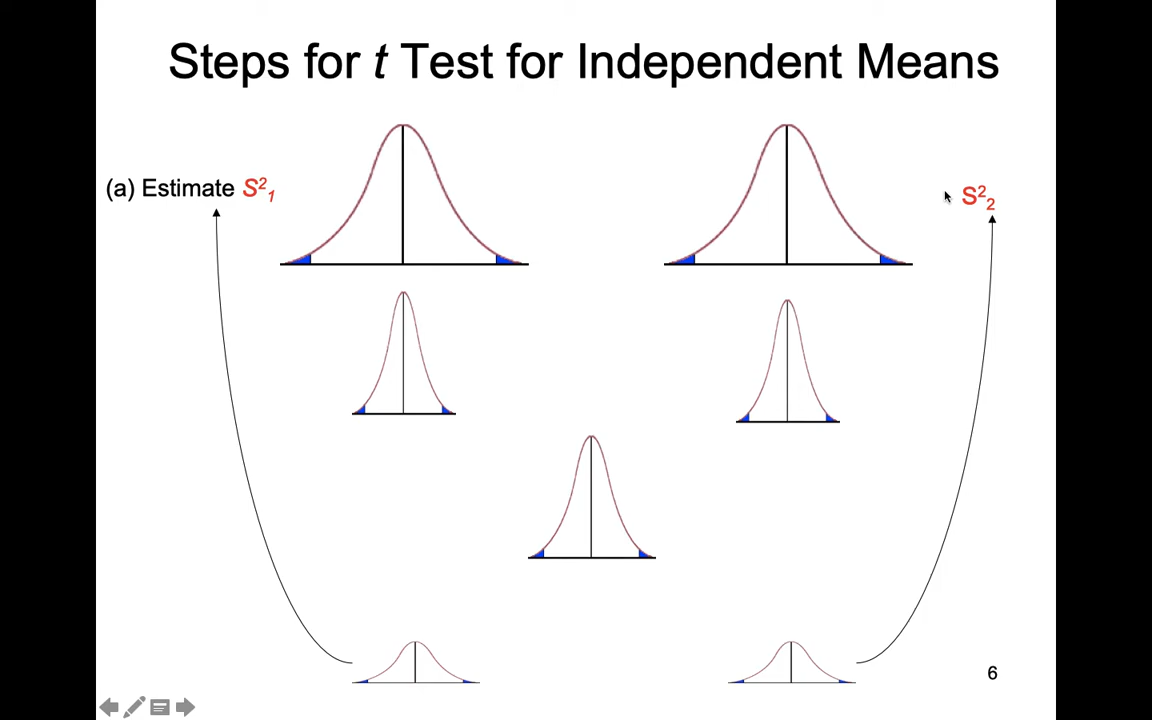 Steps for t Test for Independent Means
(a) Estimate S²₁
S²₂
6